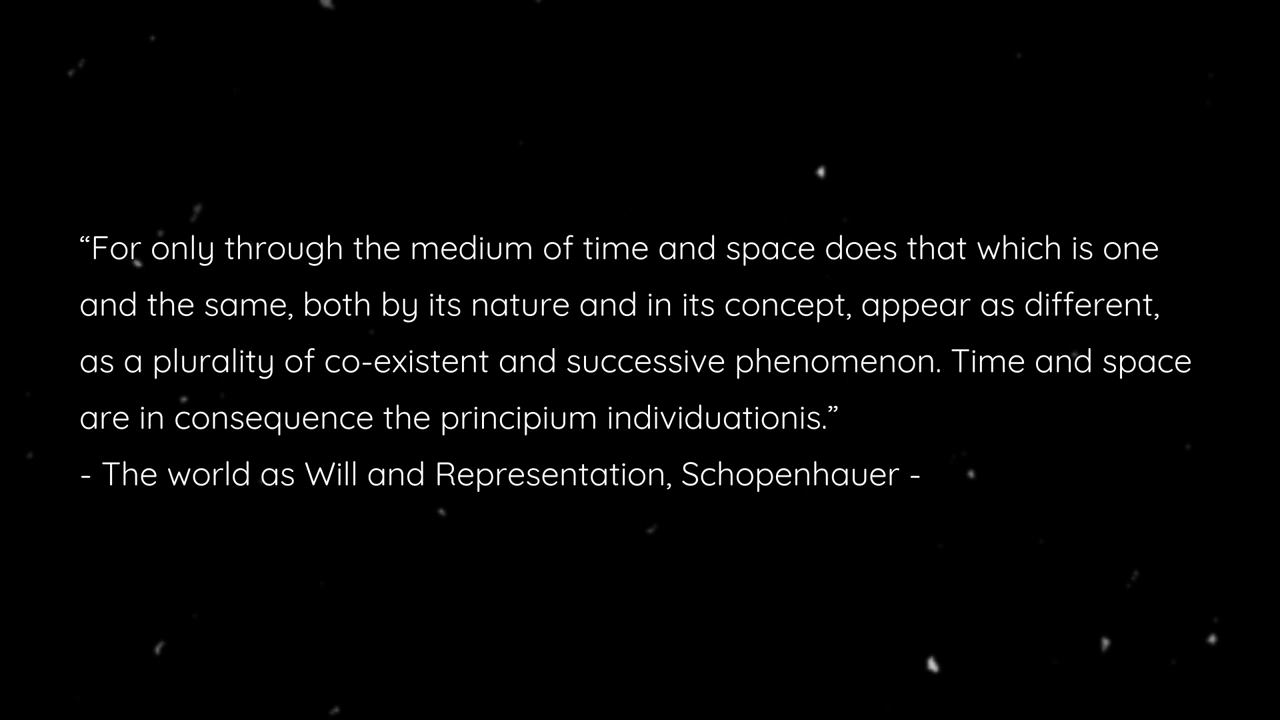 “For only through the medium of time and space does that which is one
and the same, both by its nature and in its concept, appear as different,
as a plurality of co-existent and successive phenomenon. Time and space
are in consequence the principium individuationis.”
- The world as Will and Representation, Schopenhauer -